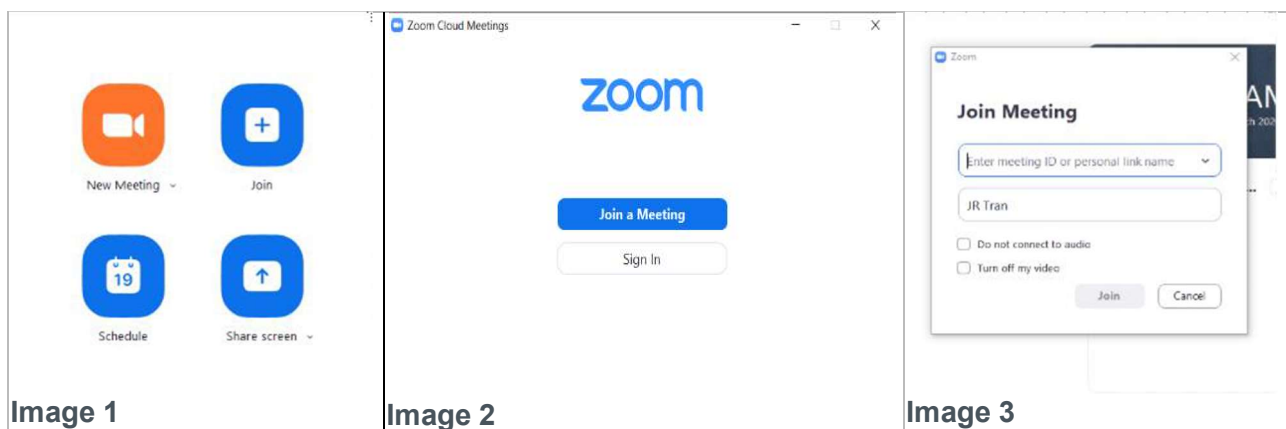 New Meeting
Join
19
Schedule
Share screen
Image 1
Zoom Cloud Meetings
zoom
Join a Meeting
Sign In
Image 2
Zoom
Join Meeting
Enter meeting ID or personal link name
JR Tran
Do not connect to audio
Turn off my video
Join
Cancel
AN
h 202
...
Image 3